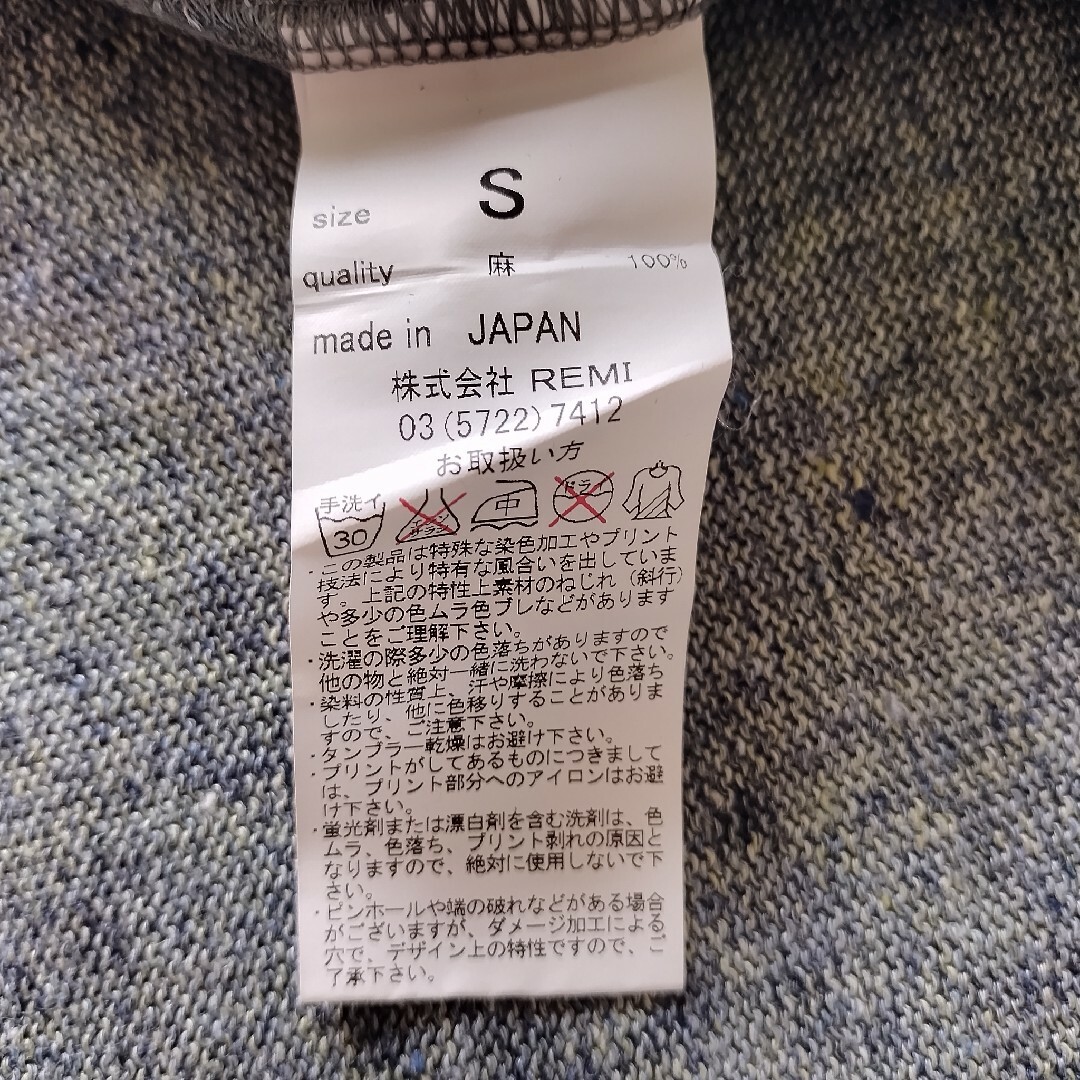 size S
quality 麻 100%
made in JAPAN
株式会社 REMI
03(5722)7412
お取扱い方
手洗イ
30
エンソサラシ
中
ドライ
・この製品は特殊な染色加工やプリント
技法により特有な風合いを出していま
す。上記の特性上素材のねじれ（斜行）
や多少の色ムラ色ブレなどがあります
ことをご理解下さい。
・洗濯の際多少の色落ちがありますので
他の物と絶対一緒に洗わないで下さい。
・染料の性質上、汗や摩擦により色落ち
したり、他に色移りすることがありま
すので、ご注意下さい。
・タンブラー乾燥はお避け下さい。
・プリントがしてあるものにつきまして
は、プリント部分へのアイロンはお避
け下さい。
・蛍光剤または漂白剤を含む洗剤は、色
ムラ、色落ち、プリント剥れの原因と
なりますので、絶対に使用しないで下
さい。
・ピンホールや端の破れなどがある場合
がございますが、ダメージ加工による
穴で、デザイン上の特性ですので、ご
了承下さい。